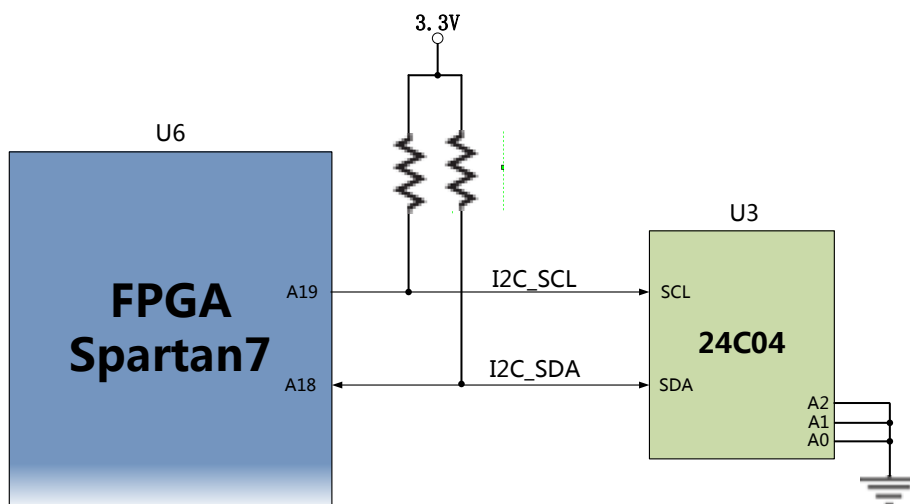 3.3V
U6
U3
FPGA
Spartan7
A19
I2C_SCL
SCL
24C04
A18
I2C_SDA
SDA
A2
A1
A0